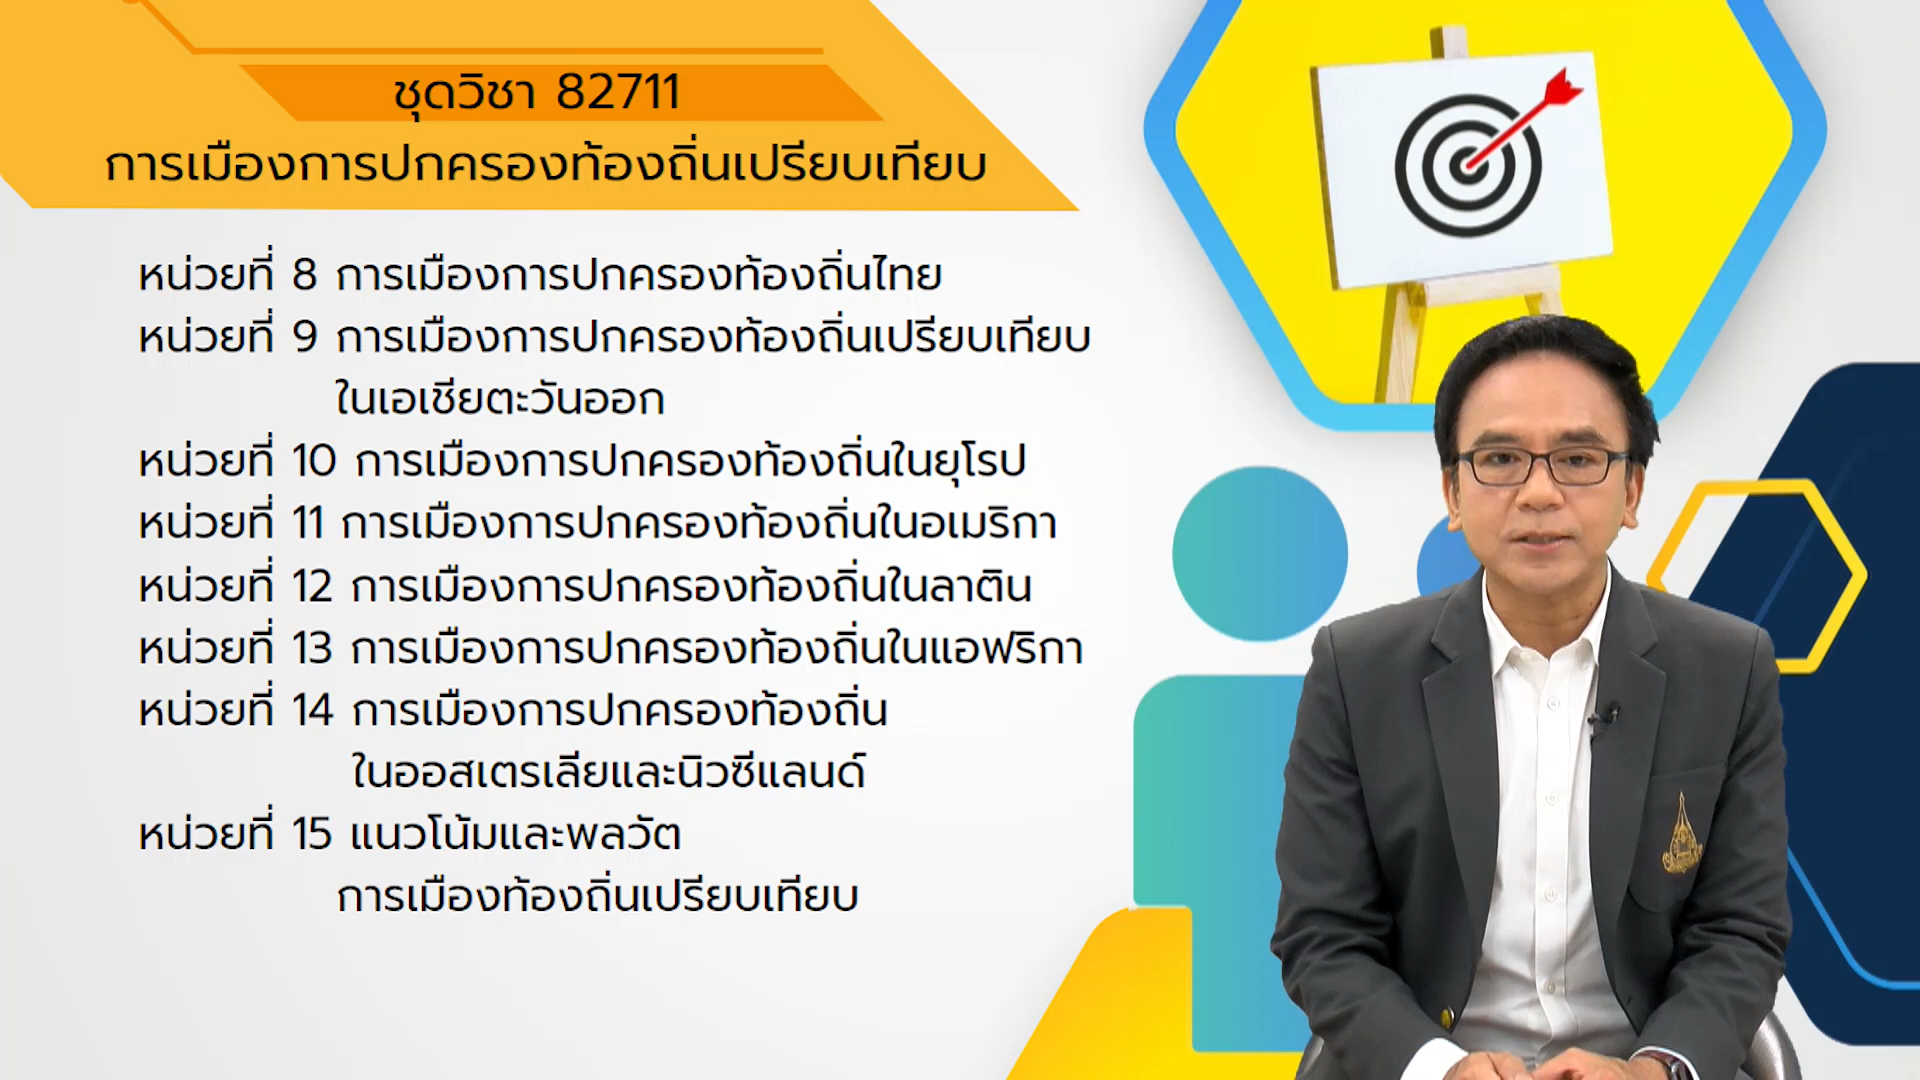 ชุดวิชา 82711
การเมืองการปกครองท้องถิ่นเปรียบเทียบ
หน่วยที่ 8 การเมืองการปกครองท้องถิ่นไทย
หน่วยที่ 9 การเมืองการปกครองท้องถิ่นเปรียบเทียบ
ในเอเชียตะวันออก
หน่วยที่ 10 การเมืองการปกครองท้องถิ่นในยุโรป
หน่วยที่ 11 การเมืองการปกครองท้องถิ่นในอเมริกา
หน่วยที่ 12 การเมืองการปกครองท้องถิ่นในลาติน
หน่วยที่ 13 การเมืองการปกครองท้องถิ่นในแอฟริกา
หน่วยที่ 14 การเมืองการปกครองท้องถิ่น
ในออสเตรเลียและนิวซีแลนด์
หน่วยที่ 15 แนวโน้มและพลวัต
การเมืองท้องถิ่นเปรียบเทียบ